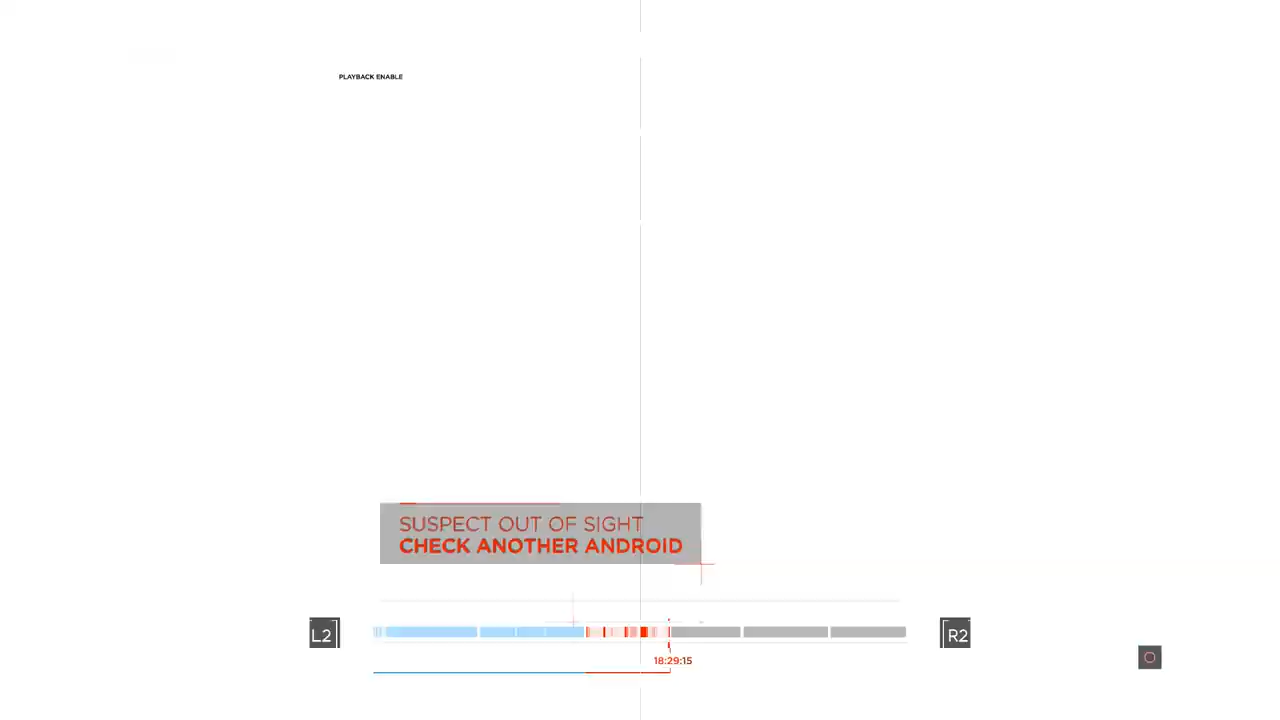 PLAYBACK ENABLE
SUSPECT OUT OF SIGHT
CHECK ANOTHER ANDROID
L2
R2
18:29:15